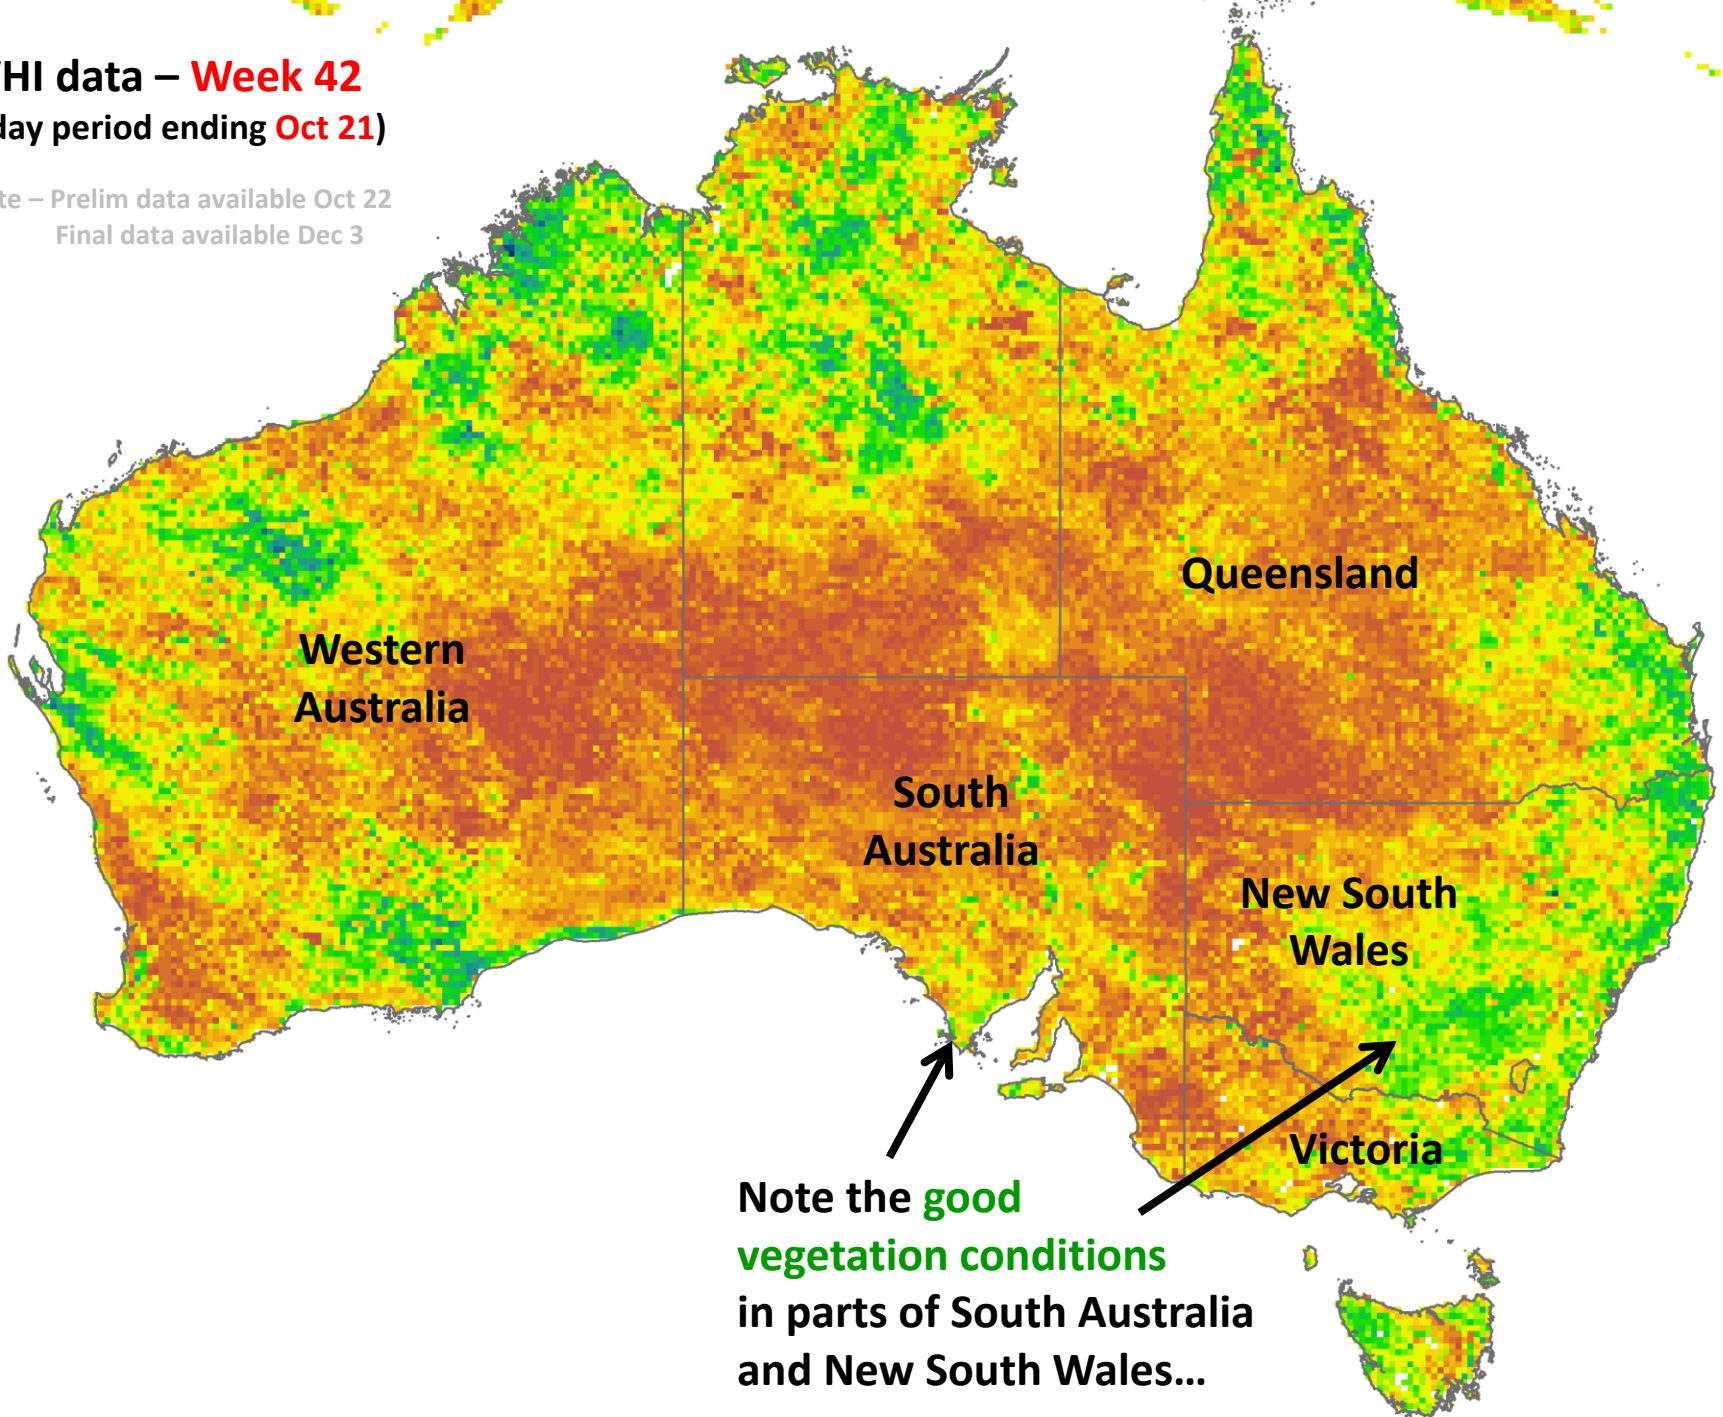 HI data – Week 42
day period ending Oct 21)
te – Prelim data available Oct 22
Final data available Dec 3
Western
Australia
Queensland
South
Australia
New South
Wales
Victoria
Note the good
vegetation conditions
in parts of South Australia
and New South Wales...